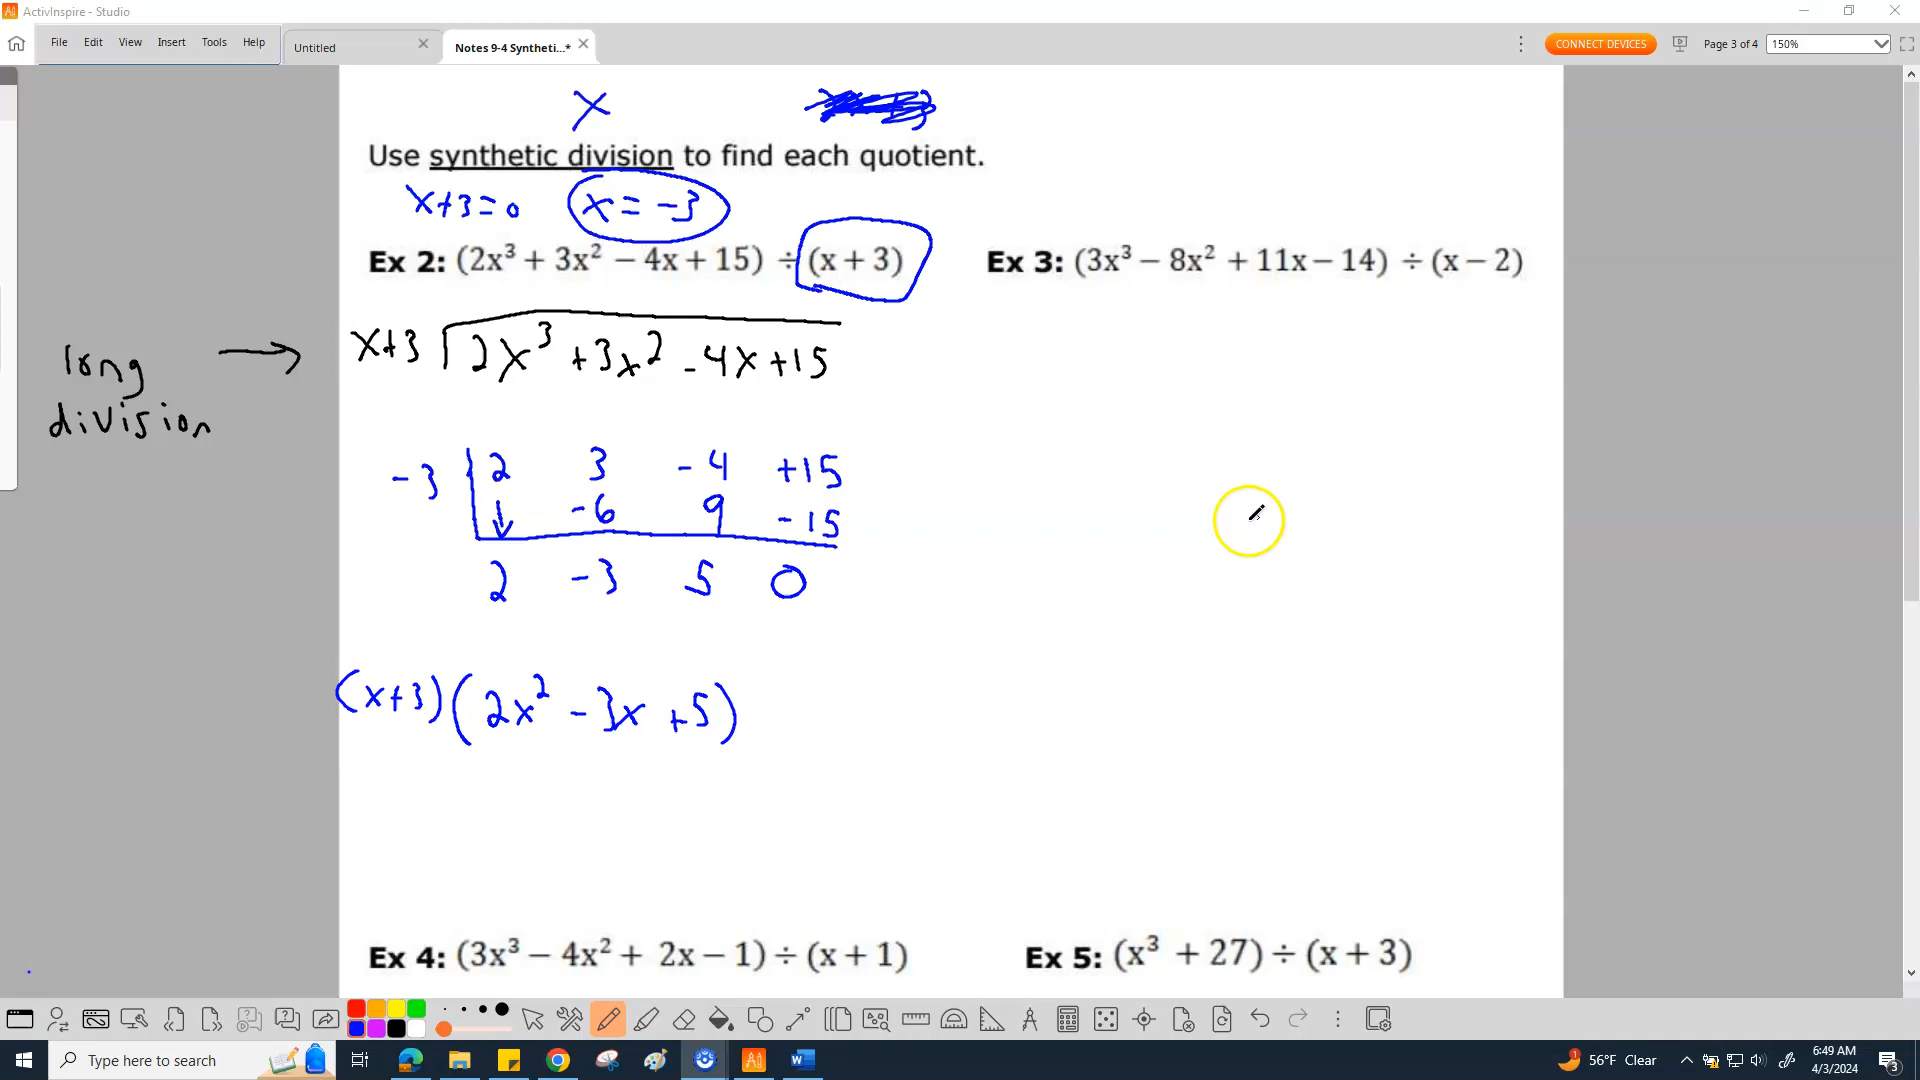 ActivInspire - Studio
File Edit View Insert Tools Help
Untitled
Notes 9-4 Syntheti...*
CONNECT DEVICES
Page 3 of 4
150%
x
Use synthetic division to find each quotient.
x+3=0 x = -3
Ex 2: (2x³ + 3x² − 4x + 15) ÷ (x + 3)
Ex 3: (3x³ − 8x² + 11x − 14) ÷ (x − 2)
long division →
x+3 2x³ +3x² -4x +15
-3 2 3 -4 +15
↓ -6 9 -15
2 -3 5 0
(x+3)(2x² - 3x +5)
Ex 4: (3x³ − 4x² + 2x − 1) ÷ (x + 1)
Ex 5: (x³ + 27) ÷ (x + 3)
Type here to search
1
56°F Clear
6:49 AM
4/3/2024
3